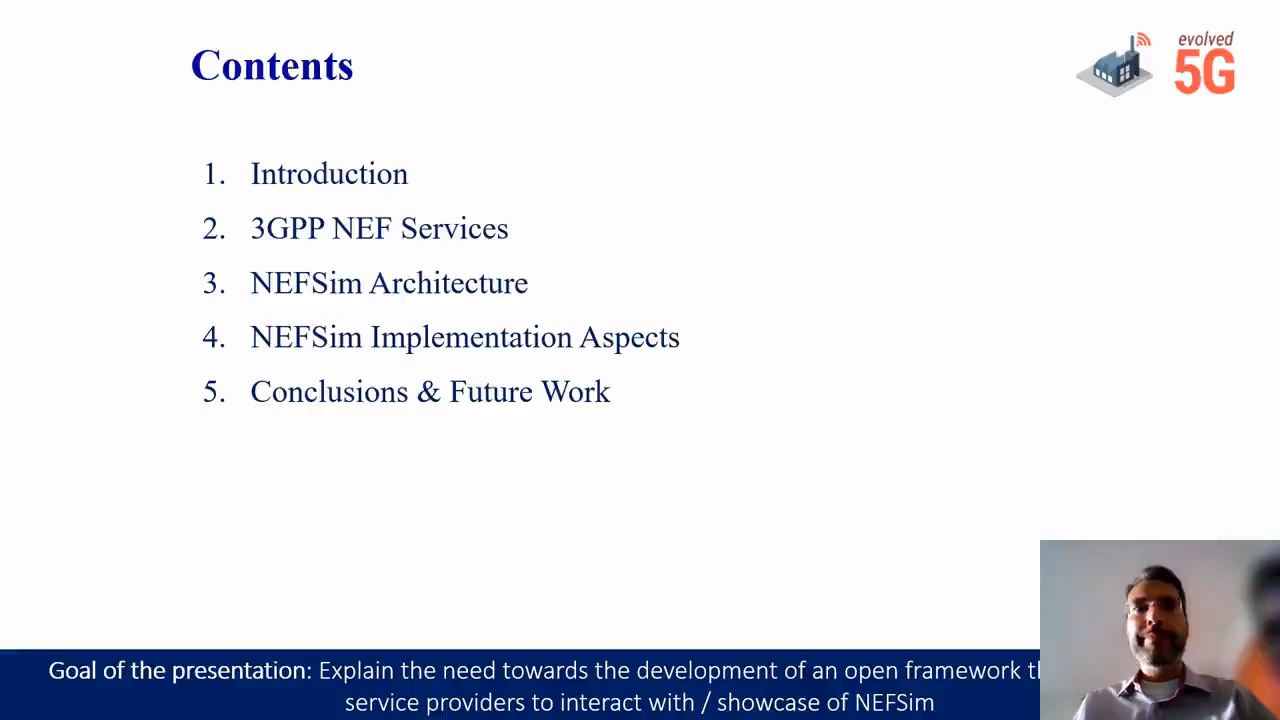 Contents
evolved
5G
1. Introduction
2. 3GPP NEF Services
3. NEFSim Architecture
4. NEFSim Implementation Aspects
5. Conclusions & Future Work
Goal of the presentation: Explain the need towards the development of an open framework
service providers to interact with / showcase of NEFSim